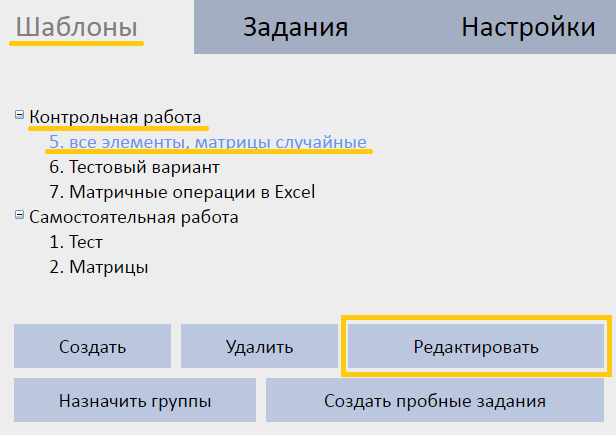 Шаблоны Задания Настройки
Контрольная работа
5. все элементы, матрицы случайные
6. Тестовый вариант
7. Матричные операции в Excel
Самостоятельная работа
1. Тест
2. Матрицы
Создать Удалить Редактировать
Назначить группы Создать пробные задания